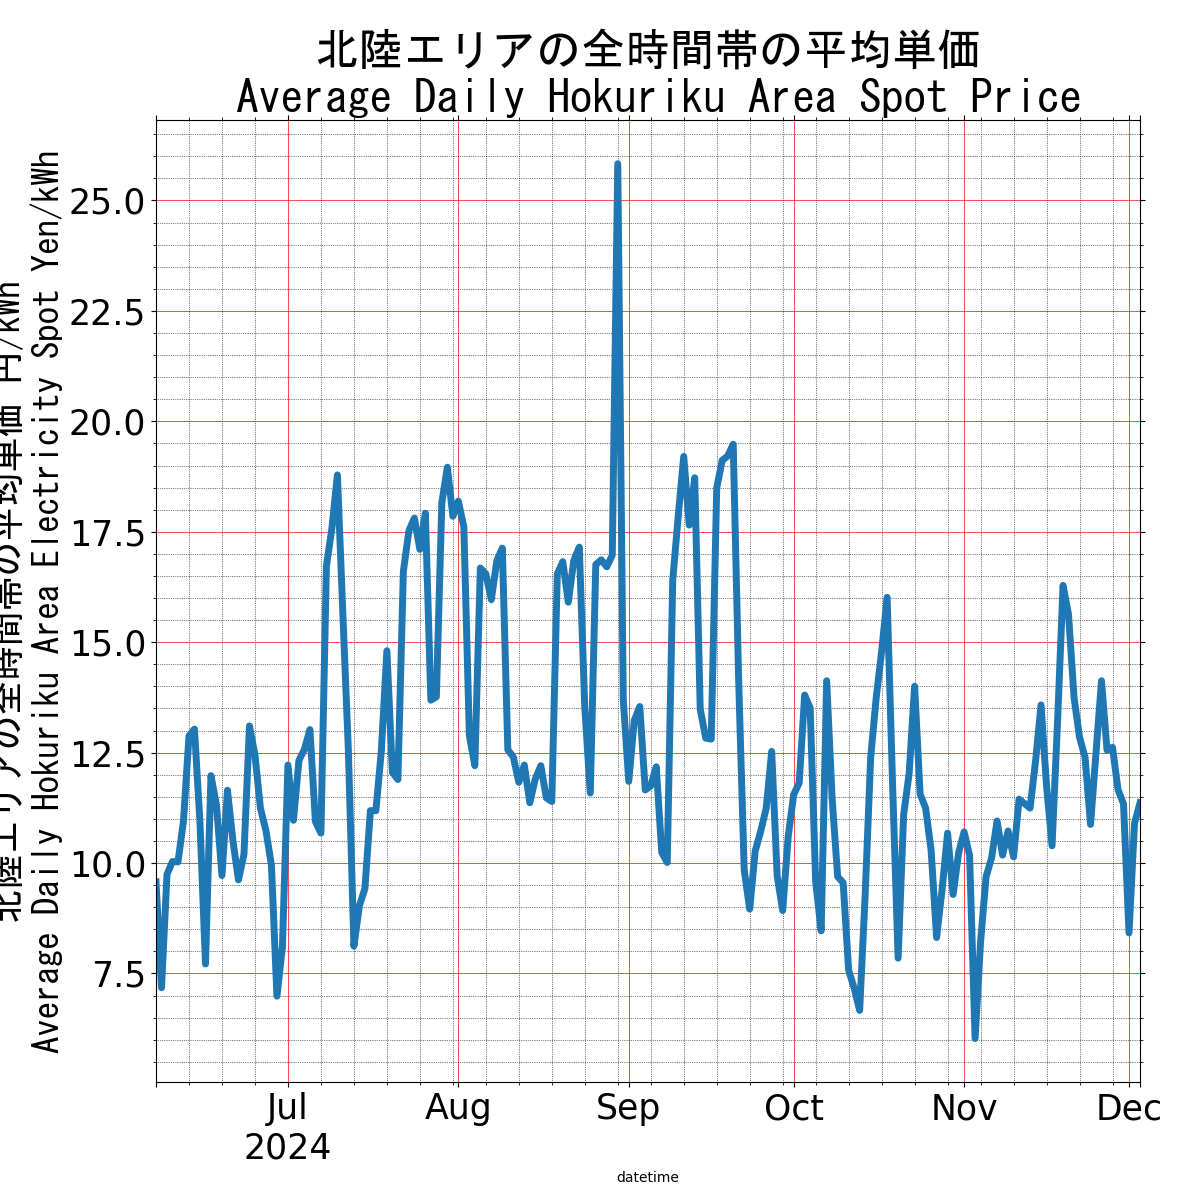 北陸エリアの全時間帯の平均単価
Average Daily Hokuriku Area Spot Price
北陸エリアの全時間帯の平均単価 円/kWh
Average Daily Hokuriku Area Electricity Spot Yen/kWh
25.0
22.5
20.0
17.5
15.0
12.5
10.0
7.5
Jul
2024
Aug
Sep
Oct
Nov
Dec
datetime